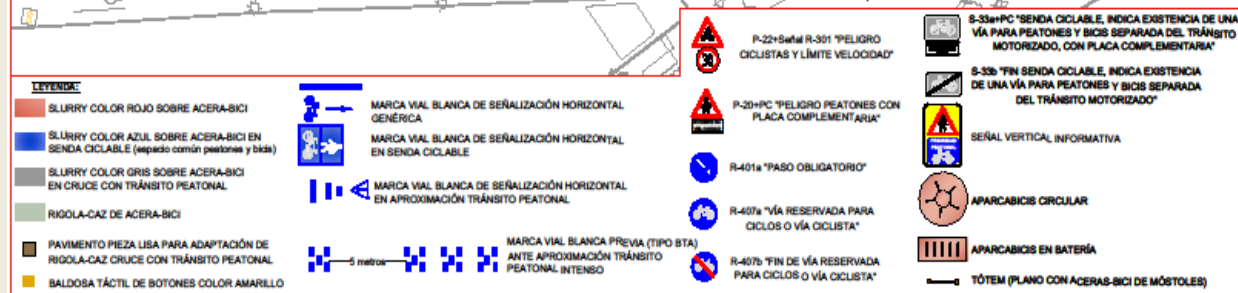 LEYENDA:
SLURRY COLOR ROJO SOBRE ACERA-BICI
SLURRY COLOR AZUL SOBRE ACERA-BICI EN
SENDA CICLABLE (espacio común peatones y bicis)
SLURRY COLOR GRIS SOBRE ACERA-BICI
EN CRUCE CON TRÁNSITO PEATONAL
RIGOLA-CAZ DE ACERA-BICI
PAVIMENTO PIEZA LISA PARA ADAPTACIÓN DE
RIGOLA-CAZ CRUCE CON TRÁNSITO PEATONAL
BALDOSA TÁCTIL DE BOTONES COLOR AMARILLO
MARCA VIAL BLANCA DE SEÑALIZACIÓN HORIZONTAL
GENÉRICA
MARCA VIAL BLANCA DE SEÑALIZACIÓN HORIZONTAL
EN SENDA CICLABLE
MARCA VIAL BLANCA DE SEÑALIZACIÓN HORIZONTAL
EN APROXIMACIÓN TRÁNSITO PEATONAL
5 metros
MARCA VIAL BLANCA PREVIA (TIPO BTA)
ANTE APROXIMACIÓN TRÁNSITO
PEATONAL INTENSO
30
P-22+Señal R-301 "PELIGRO
CICLISTAS Y LÍMITE VELOCIDAD"
P-20+PC "PELIGRO PEATONES CON
PLACA COMPLEMENTARIA"
R-401a "PASO OBLIGATORIO"
R-407a "VÍA RESERVADA PARA
CICLOS O VÍA CICLISTA"
R-407b "FIN DE VÍA RESERVADA
PARA CICLOS O VÍA CICLISTA"
S-33a+PC "SENDA CICLABLE, INDICA EXISTENCIA DE UNA
VÍA PARA PEATONES Y BICIS SEPARADA DEL TRÁNSITO
MOTORIZADO, CON PLACA COMPLEMENTARIA"
S-33b "FIN SENDA CICLABLE, INDICA EXISTENCIA
DE UNA VÍA PARA PEATONES Y BICIS SEPARADA
DEL TRÁNSITO MOTORIZADO"
SEÑAL VERTICAL INFORMATIVA
APARCABICIS CIRCULAR
APARCABICIS EN BATERÍA
TÓTEM (PLANO CON ACERAS-BICI DE MÓSTOLES)